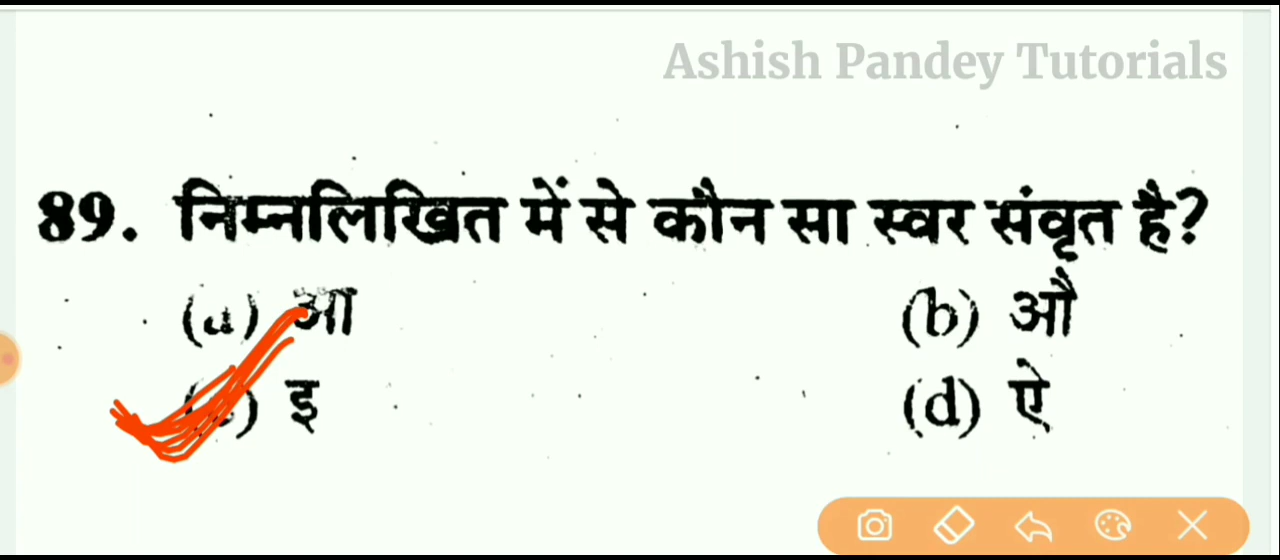 Ashish Pandey Tutorials
89. निम्नलिखित में से कौन सा स्वर संवृत है?
(a) आ (b) औ
(c) इ (d) ऐ